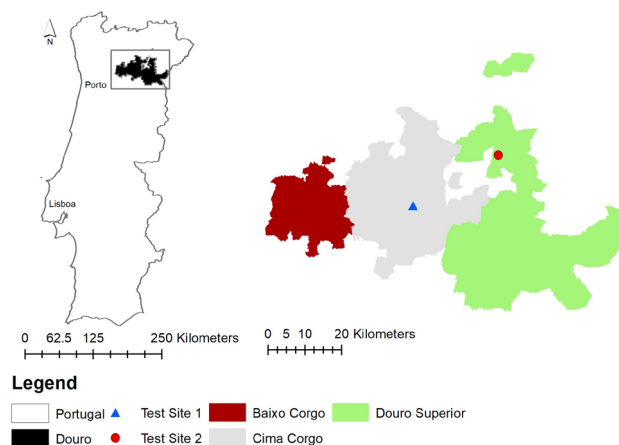 N
Porto
Lisboa
0 62.5 125 250 Kilometers
0 5 10 20 Kilometers
Legend
Portugal Test Site 1 Baixo Corgo Douro Superior
Douro Test Site 2 Cima Corgo